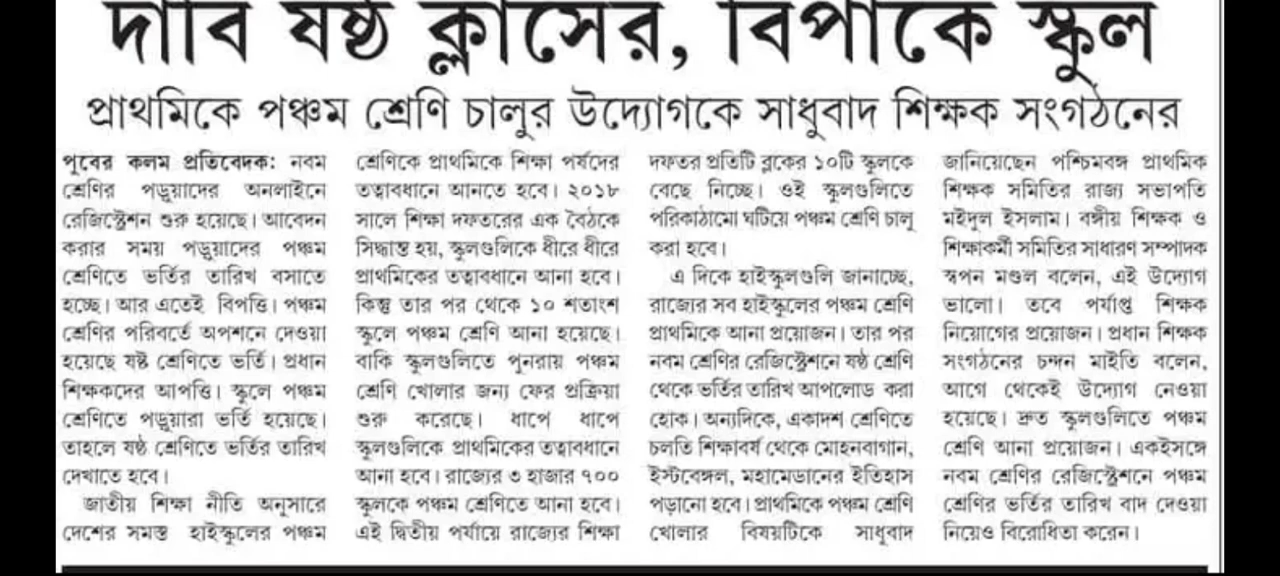 দাবি ষষ্ঠ ক্লাসের, বিপাকে স্কুল
প্রাথমিকে পঞ্চম শ্রেণি চালুর উদ্যোগকে সাধুবাদ শিক্ষক সংগঠনের
পুবের কলম প্রতিবেদক: নবম
শ্রেণির পড়ুয়াদের অনলাইনে
রেজিস্ট্রেশন শুরু হয়েছে। আবেদন
করার সময় পড়ুয়াদের পঞ্চম
শ্রেণিতে ভর্তির তারিখ বসাতে
হচ্ছে। আর এতেই বিপত্তি। পঞ্চম
শ্রেণির পরিবর্তে অপশনে দেওয়া
হয়েছে ষষ্ট শ্রেণিতে ভর্তি। প্রধান
শিক্ষকদের আপত্তি। স্কুলে পঞ্চম
শ্রেণিতে পড়ুয়ারা ভর্তি হয়েছে।
তাহলে ষষ্ঠ শ্রেণিতে ভর্তির তারিখ
দেখাতে হবে।
জাতীয় শিক্ষা নীতি অনুসারে
দেশের সমস্ত হাইস্কুলের পঞ্চম
শ্রেণিকে প্রাথমিকে শিক্ষা পর্ষদের
তত্বাবধানে আনতে হবে। ২০১৮
সালে শিক্ষা দফতরের এক বৈঠকে
সিদ্ধান্ত হয়, স্কুলগুলিকে ধীরে ধীরে
প্রাথমিকের তত্বাবধানে আনা হবে।
কিন্তু তার পর থেকে ১০ শতাংশ
স্কুলে পঞ্চম শ্রেণি আনা হয়েছে।
বাকি স্কুলগুলিতে পুনরায় পঞ্চম
শ্রেণি খোলার জন্য ফের প্রক্রিয়া
শুরু করেছে। ধাপে ধাপে
স্কুলগুলিকে প্রাথমিকের তত্বাবধানে
আনা হবে। রাজ্যের ৩ হাজার ৭০০
স্কুলকে পঞ্চম শ্রেণিতে আনা হবে।
এই দ্বিতীয় পর্যায়ে রাজ্যের শিক্ষা
দফতর প্রতিটি ব্লকের ১০টি স্কুলকে
বেছে নিচ্ছে। ওই স্কুলগুলিতে
পরিকাঠামো ঘটিয়ে পঞ্চম শ্রেণি চালু
করা হবে।
এ দিকে হাইস্কুলগুলি জানাচ্ছে,
রাজ্যের সব হাইস্কুলের পঞ্চম শ্রেণি
প্রাথমিকে আনা প্রয়োজন। তার পর
নবম শ্রেণির রেজিস্ট্রেশনে ষষ্ঠ শ্রেণি
থেকে ভর্তির তারিখ আপলোড করা
হোক। অন্যদিকে, একাদশ শ্রেণিতে
চলতি শিক্ষাবর্ষ থেকে মোহনবাগান,
ইস্টবেঙ্গল, মহামেডানের ইতিহাস
পড়ানো হবে। প্রাথমিকে পঞ্চম শ্রেণি
খোলার বিষয়টিকে সাধুবাদ
জানিয়েছেন পশ্চিমবঙ্গ প্রাথমিক
শিক্ষক সমিতির রাজ্য সভাপতি
মইদুল ইসলাম। বঙ্গীয় শিক্ষক ও
শিক্ষাকর্মী সমিতির সাধারণ সম্পাদক
স্বপন মণ্ডল বলেন, এই উদ্যোগ
ভালো। তবে পর্যাপ্ত শিক্ষক
নিয়োগের প্রয়োজন। প্রধান শিক্ষক
সংগঠনের চন্দন মাইতি বলেন,
আগে থেকেই উদ্যোগ নেওয়া
হয়েছে। দ্রুত স্কুলগুলিতে পঞ্চম
শ্রেণি আনা প্রয়োজন। একইসঙ্গে
নবম শ্রেণির রেজিস্ট্রেশনে পঞ্চম
শ্রেণির ভর্তির তারিখ বাদ দেওয়া
নিয়েও বিরোধিতা করেন।